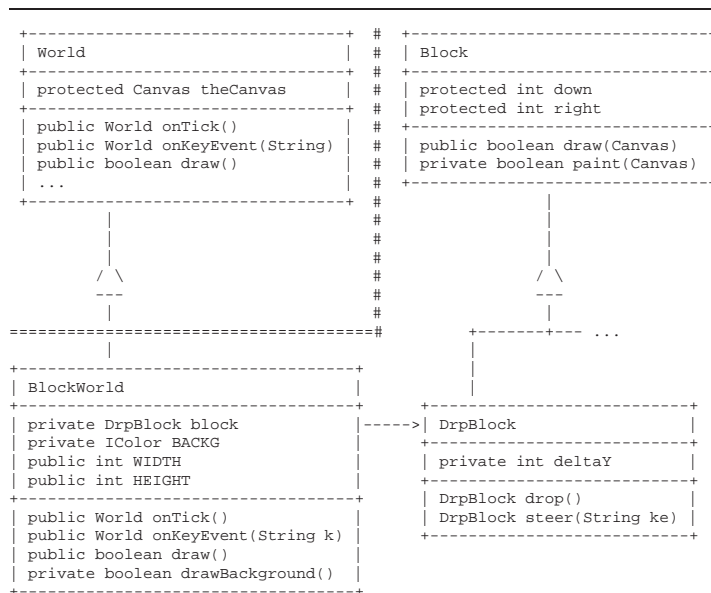 World
protected Canvas theCanvas
public World onTick()
public World onKeyEvent(String)
public boolean draw()
...
Block
protected int down
protected int right
public boolean draw(Canvas)
private boolean paint(Canvas)
...
BlockWorld
private DrpBlock block
private IColor BACKG
public int WIDTH
public int HEIGHT
public World onTick()
public World onKeyEvent(String k)
public boolean draw()
private boolean drawBackground()
DrpBlock
private int deltaY
DrpBlock drop()
DrpBlock steer(String ke)